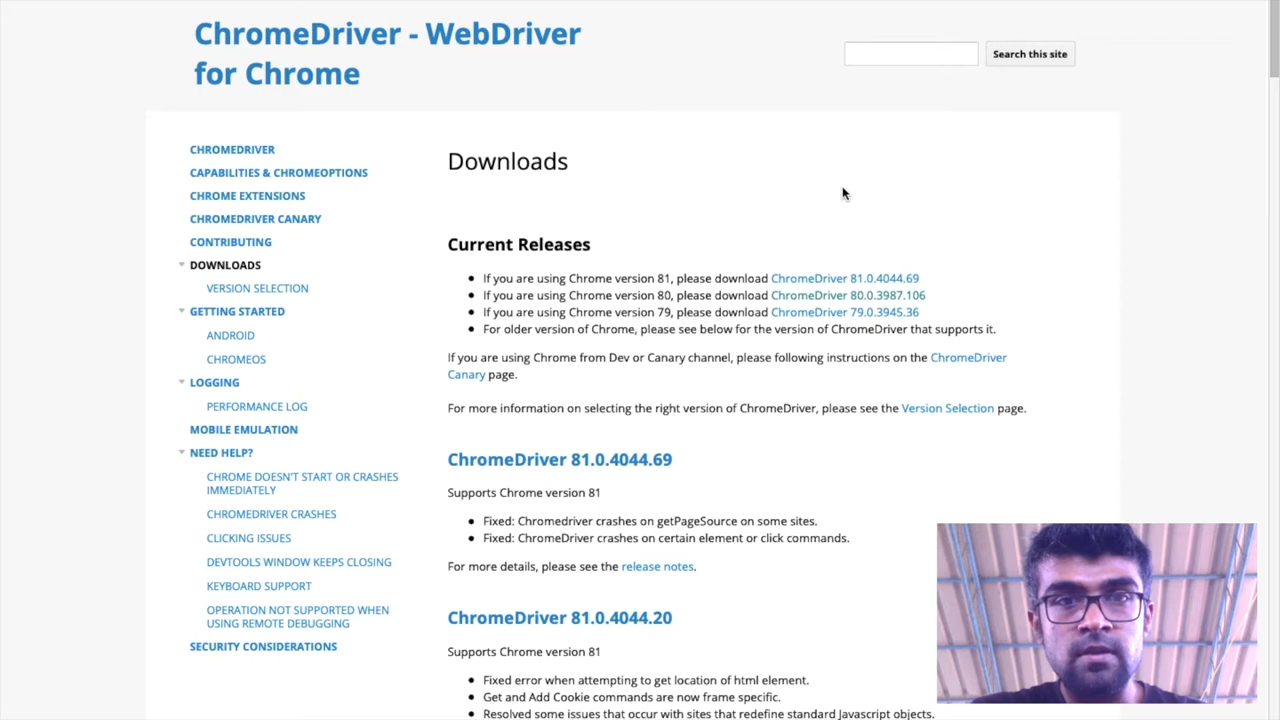 ChromeDriver - WebDriver
for Chrome
Search this site
CHROMEDRIVER
CAPABILITIES & CHROMEOPTIONS
CHROME EXTENSIONS
CHROMEDRIVER CANARY
CONTRIBUTING
DOWNLOADS
VERSION SELECTION
GETTING STARTED
ANDROID
CHROMEOS
LOGGING
PERFORMANCE LOG
MOBILE EMULATION
NEED HELP?
CHROME DOESN'T START OR CRASHES
IMMEDIATELY
CHROMEDRIVER CRASHES
CLICKING ISSUES
DEVTOOLS WINDOW KEEPS CLOSING
KEYBOARD SUPPORT
OPERATION NOT SUPPORTED WHEN
USING REMOTE DEBUGGING
SECURITY CONSIDERATIONS
Downloads
Current Releases
If you are using Chrome version 81, please download ChromeDriver 81.0.4044.69
If you are using Chrome version 80, please download ChromeDriver 80.0.3987.106
If you are using Chrome version 79, please download ChromeDriver 79.0.3945.36
For older version of Chrome, please see below for the version of ChromeDriver that supports it.
If you are using Chrome from Dev or Canary channel, please following instructions on the ChromeDriver
Canary page.
For more information on selecting the right version of ChromeDriver, please see the Version Selection page.
ChromeDriver 81.0.4044.69
Supports Chrome version 81
Fixed: Chromedriver crashes on getPageSource on some sites.
Fixed: ChromeDriver crashes on certain element or click commands.
For more details, please see the release notes.
ChromeDriver 81.0.4044.20
Supports Chrome version 81
Fixed error when attempting to get location of html element.
Get and Add Cookie commands are now frame specific.
Resolved some issues that occur with sites that redefine standard Javascript objects.